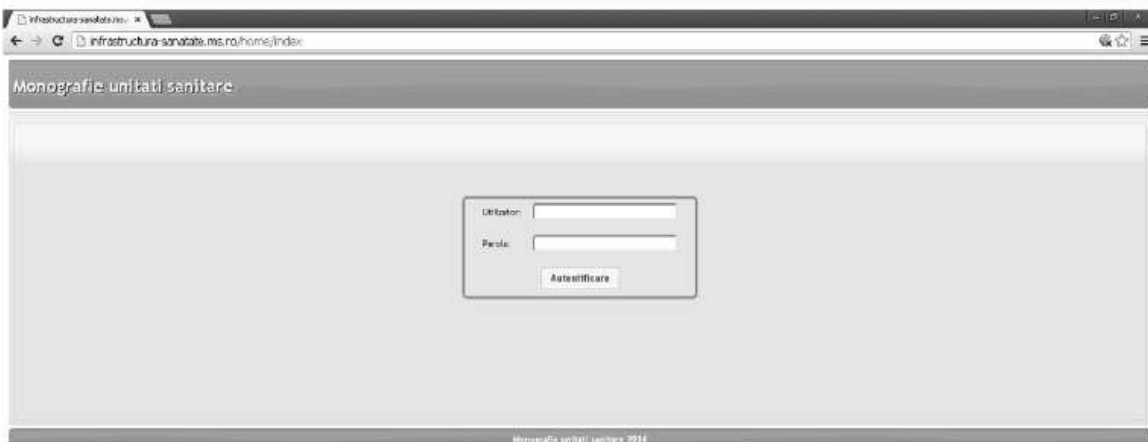 infrastructura-sanatate.ms.
infrastructura-sanatate.ms.ro/home/index
Monografie unitati sanitare
Utilizator:
Parola:
Autentificare
Monografie unitati sanitare 2014